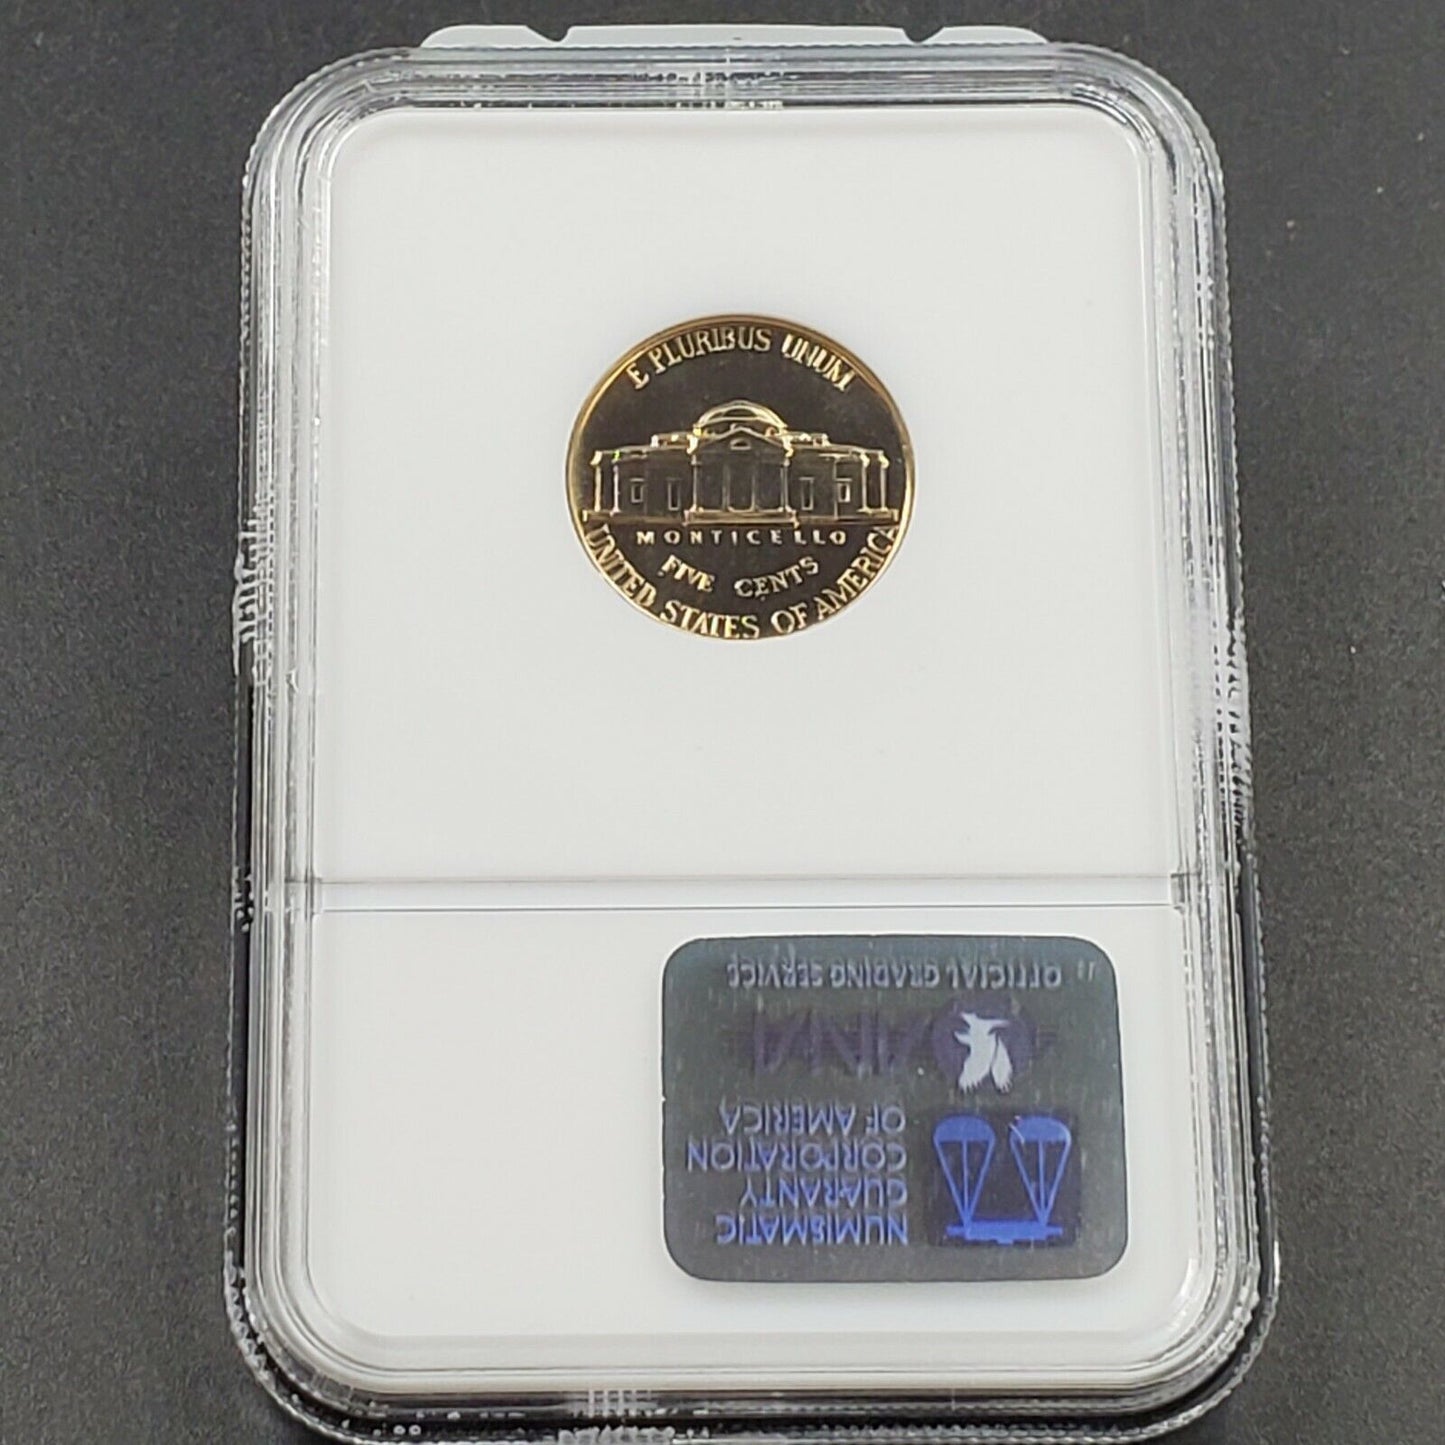 E PLURIBUS UNUM
MONTICELLO
FIVE CENTS
UNITED STATES OF AMERICA
NUMISMATIC
GUARANTY
CORPORATION
OF AMERICA
OFFICIAL GRADING SERVICE